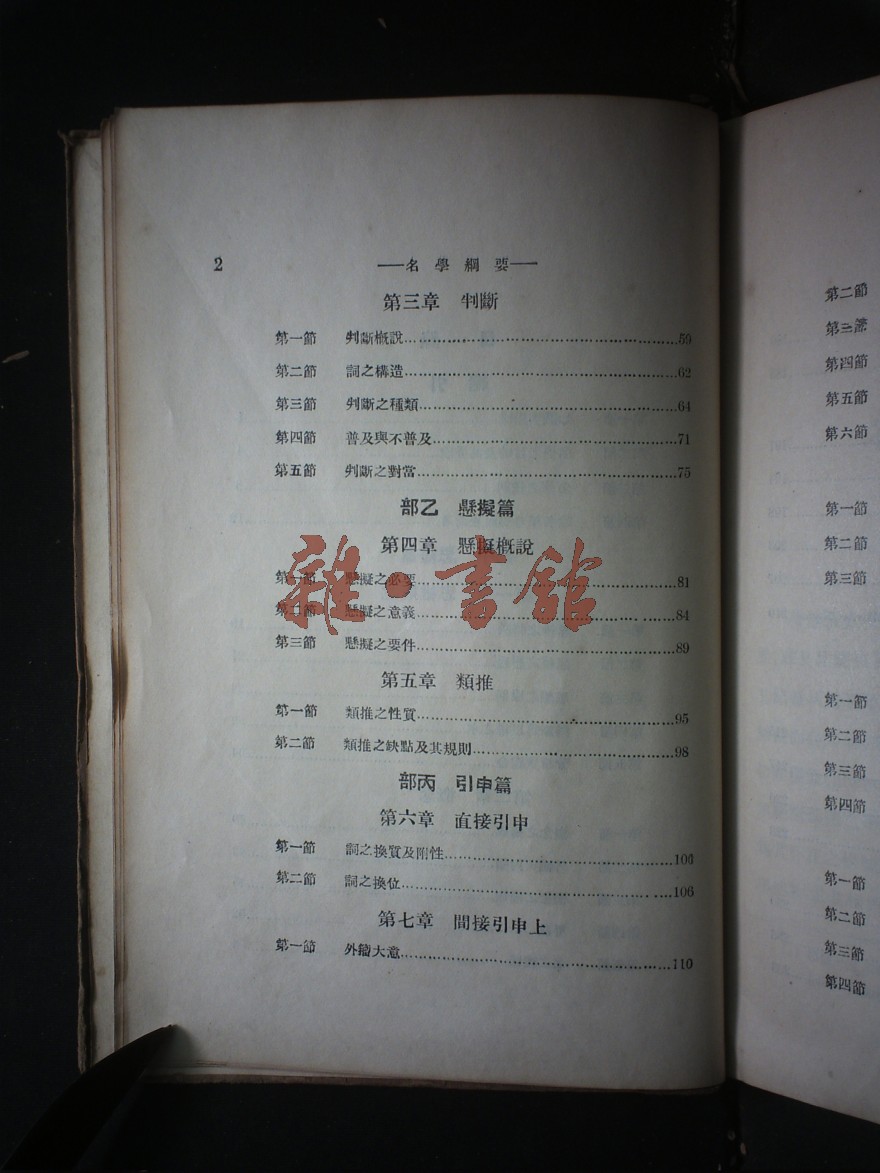 2
——名學綱要——
第三章 判斷
第一節 判斷槪說 59
第二節 詞之構造 62
第三節 判斷之種類 64
第四節 普及與不普及 71
第五節 判斷之對當 75
部乙 懸擬篇
第四章 懸擬槪說
第一節 懸擬之必要 81
第二節 懸擬之意義 84
第三節 懸擬之要件 89
第五章 類推
第一節 類推之性質 95
第二節 類推之缺點及其規則 98
部丙 引申篇
第六章 直接引申
第一節 詞之換質及附性
第二節 詞之換位 106
第七章 間接引申上
第一節 大意 110
雜·書館
第二節
第三節
第四節
第五節
第六節
第一節
第二節
第三節
第一節
第二節
第三節
第四節
第一節
第二節
第三節
第四節